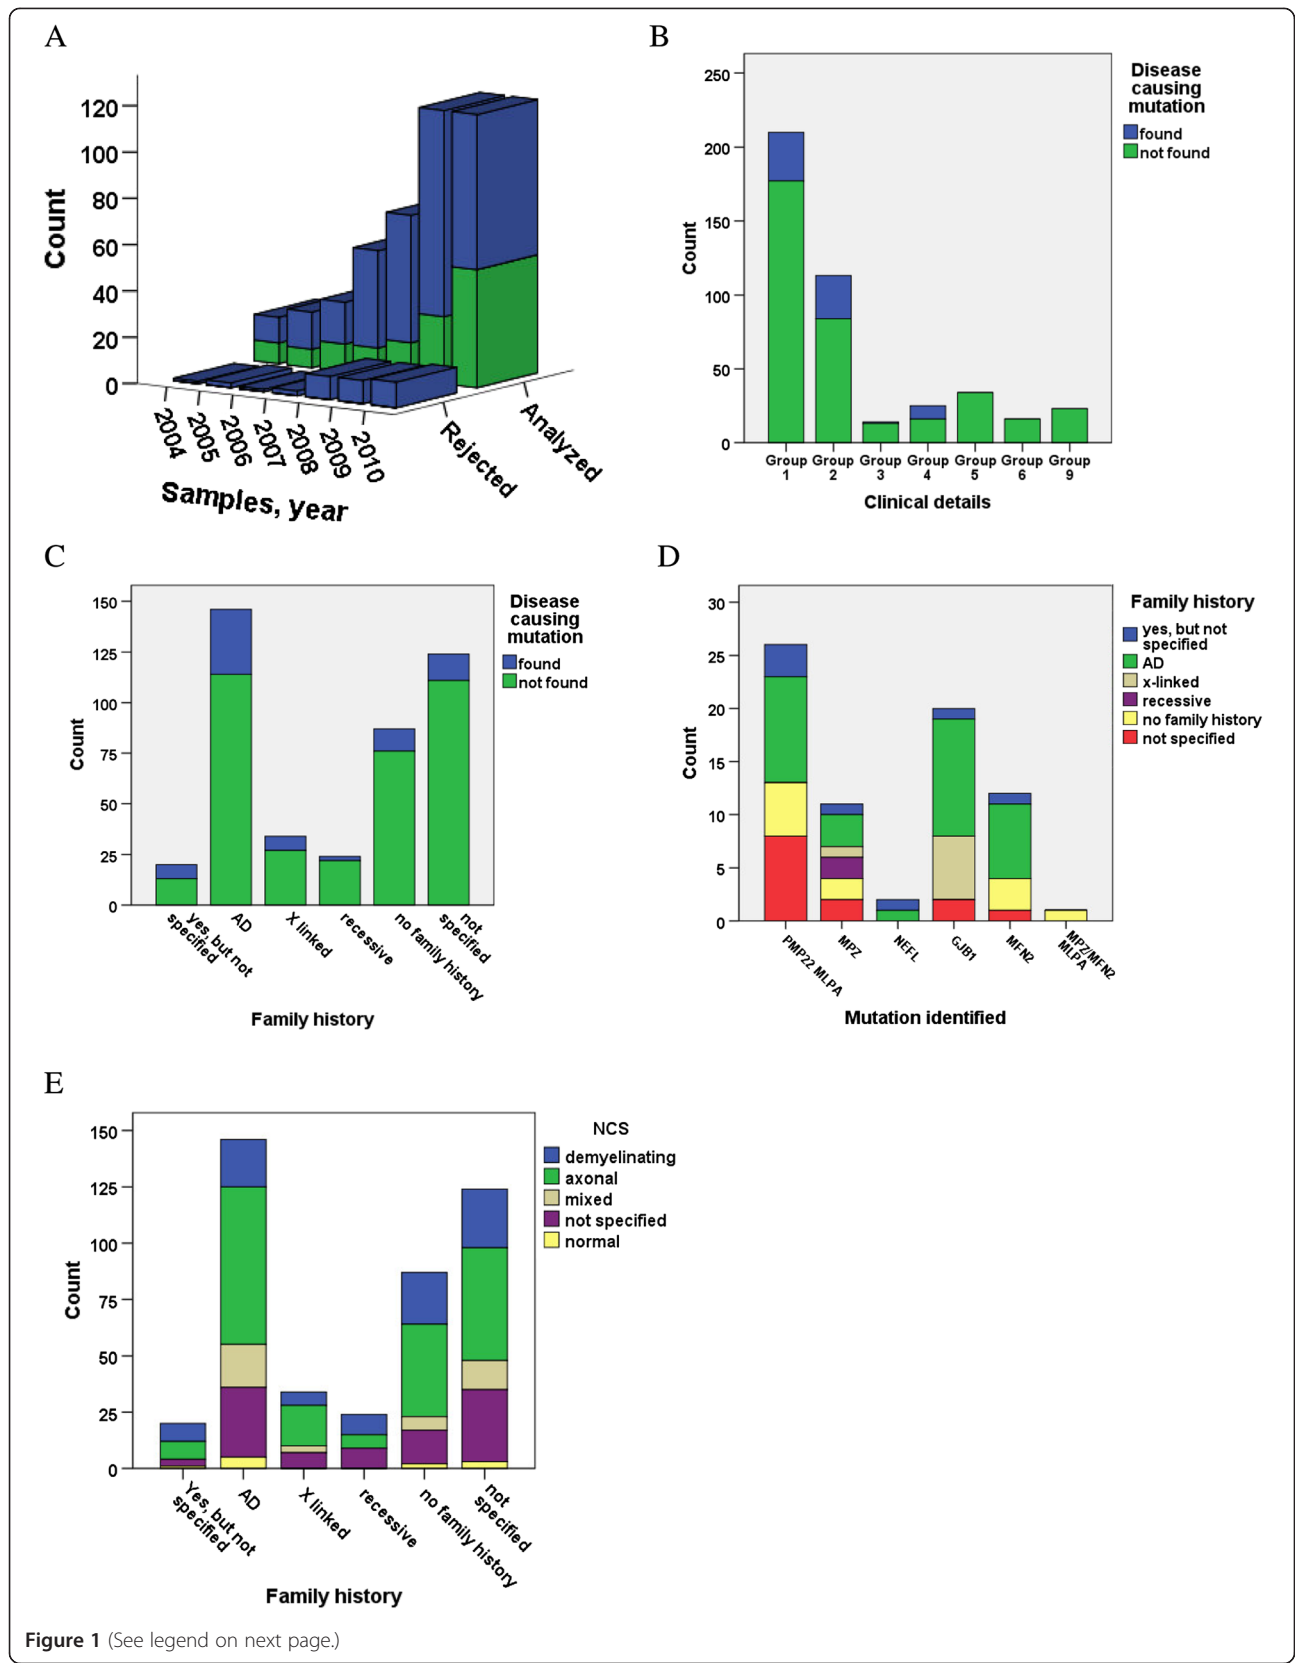 A
Count
120
100
80
60
40
20
0
2004
2005
2006
2007
2008
2009
2010
Rejected
Analyzed
Samples, year
B
Count
250
200
150
100
50
0
Group
1
Group
2
Group
3
Group
4
Group
5
Group
6
Group
9
Clinical details
Disease
causing
mutation
found
not found
C
Count
150
125
100
75
50
25
0
yes, but not
specified
AD
X linked
recessive
no family history
not
specified
Family history
Disease
causing
mutation
found
not found
D
Count
30
25
20
15
10
5
0
PMP22 MLPA
MPZ
NEFL
GJB1
MFN2
MPZ/MFN2
MLPA
Mutation identified
Family history
yes, but not
specified
AD
x-linked
recessive
no family history
not specified
E
Count
150
125
100
75
50
25
0
Yes, but not
specified
AD
X linked
recessive
no family history
not
specified
Family history
NCS
demyelinating
axonal
mixed
not specified
normal
Figure 1 (See legend on next page.)